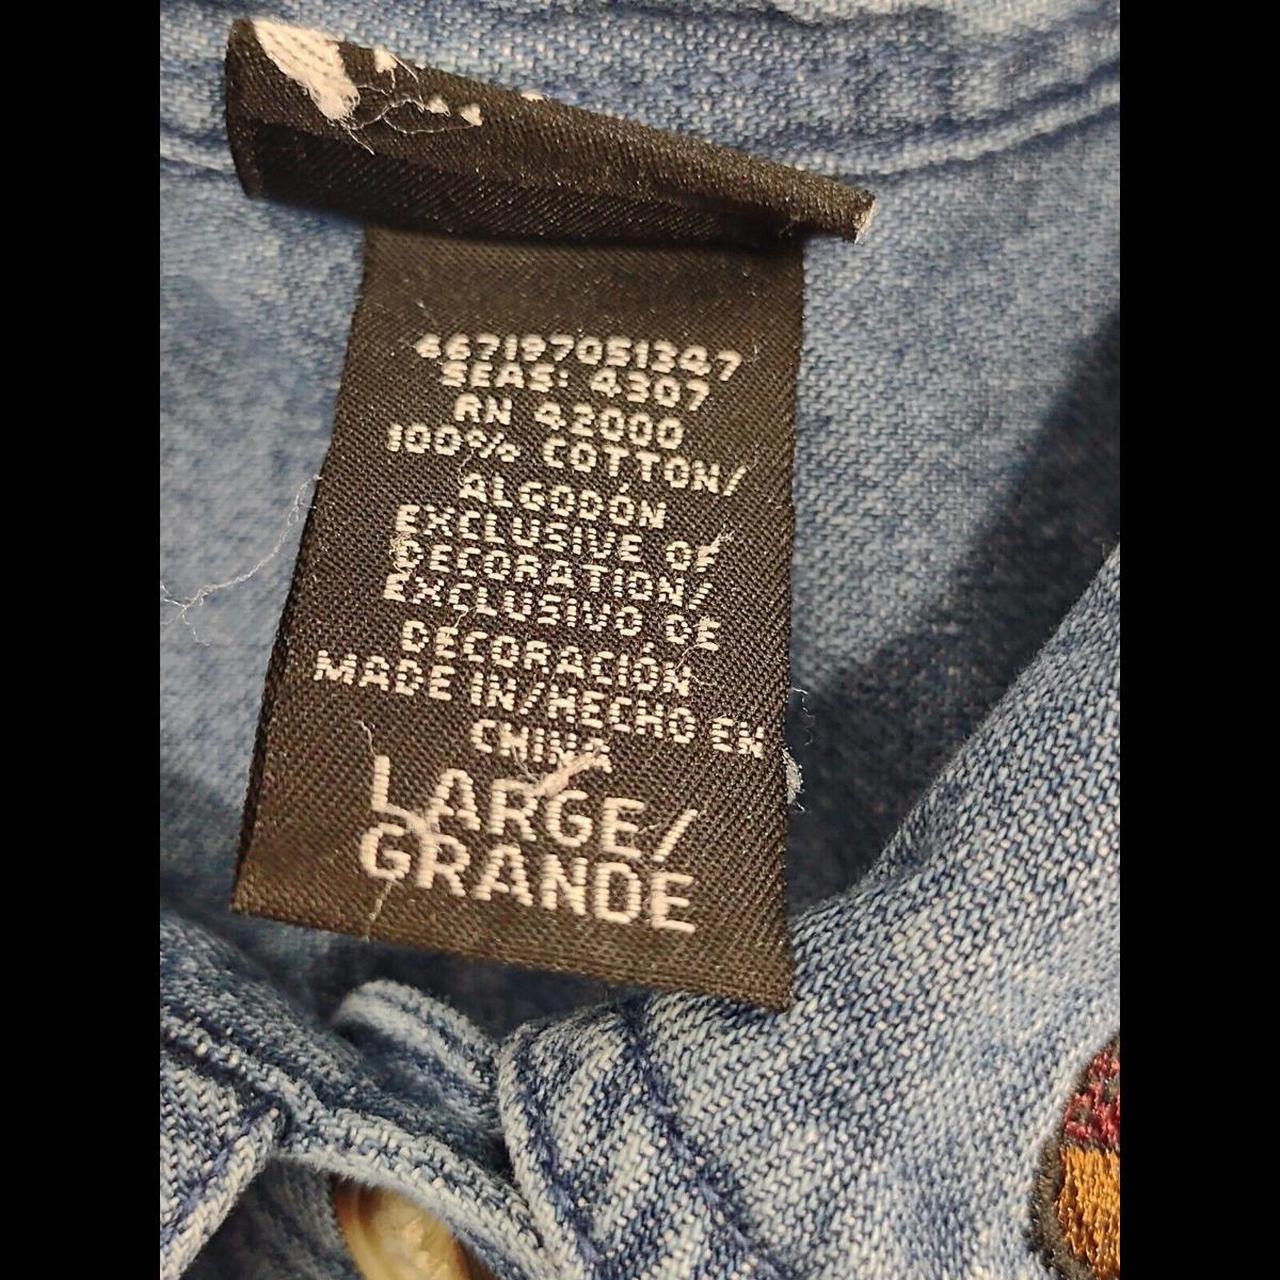 467197051347
SEAS: 4307
RN 42000
100% COTTON/
ALGODÓN
EXCLUSIVE OF
DECORATION/
EXCLUSIVO DE
DECORACIÓN
MADE IN/HECHO EN
CHINA
LARGE/
GRANDE